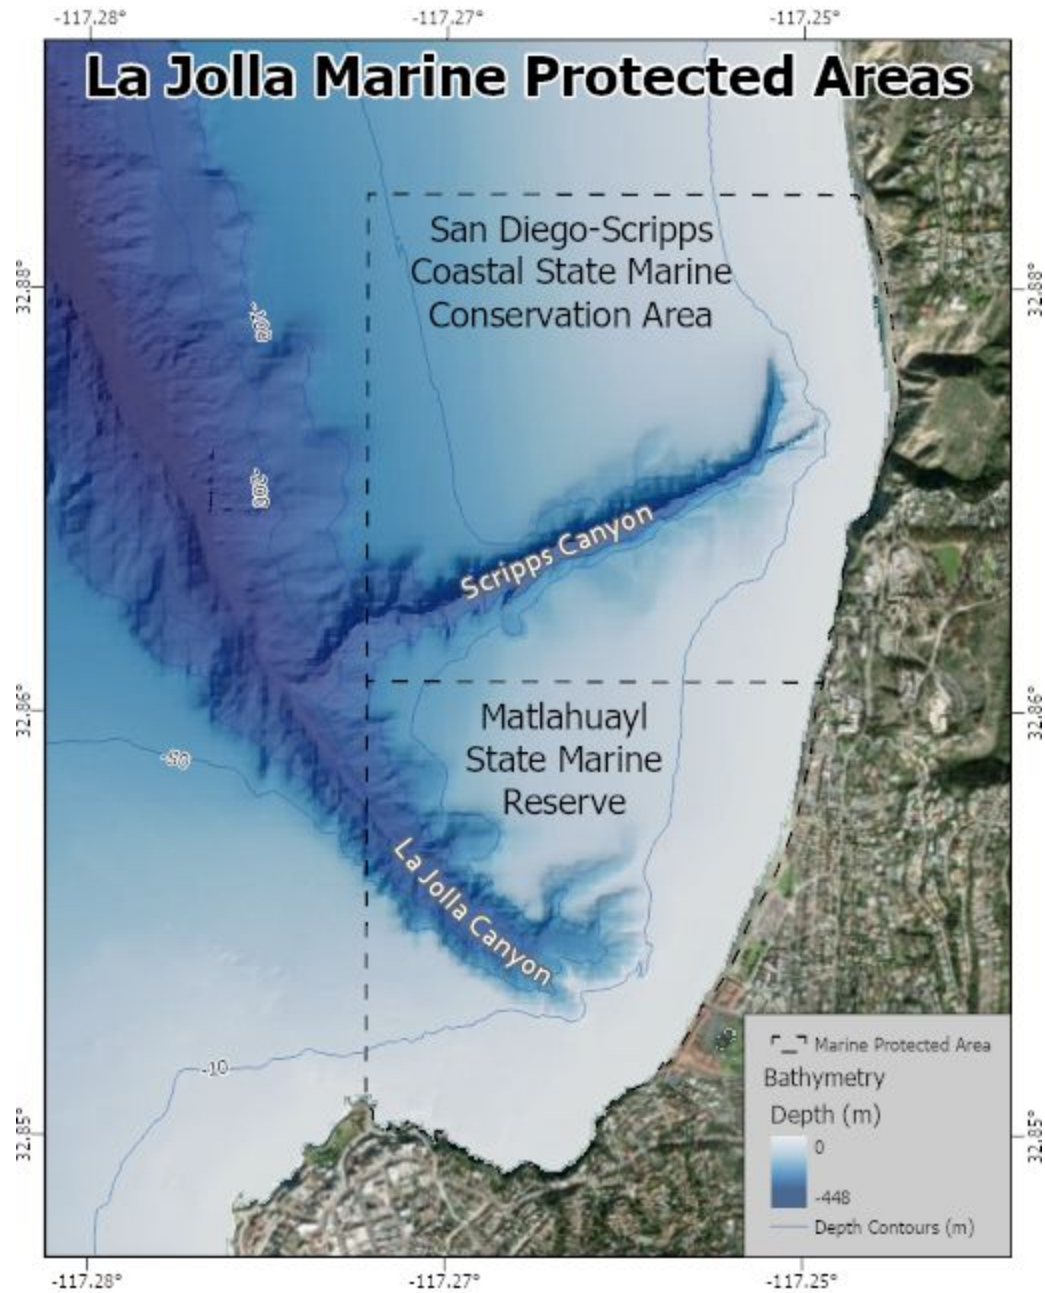 -117.28° -117.27° -117.25°
La Jolla Marine Protected Areas
San Diego-Scripps
Coastal State Marine
Conservation Area
32.88° 32.88°
-200
Scripps Canyon
32.86° 32.86°
Matlahuayl
State Marine
Reserve
-50
La Jolla Canyon
Marine Protected Area
Bathymetry
Depth (m)
0
-448
Depth Contours (m)
-10
32.85° 32.85°
-117.28° -117.27° -117.25°